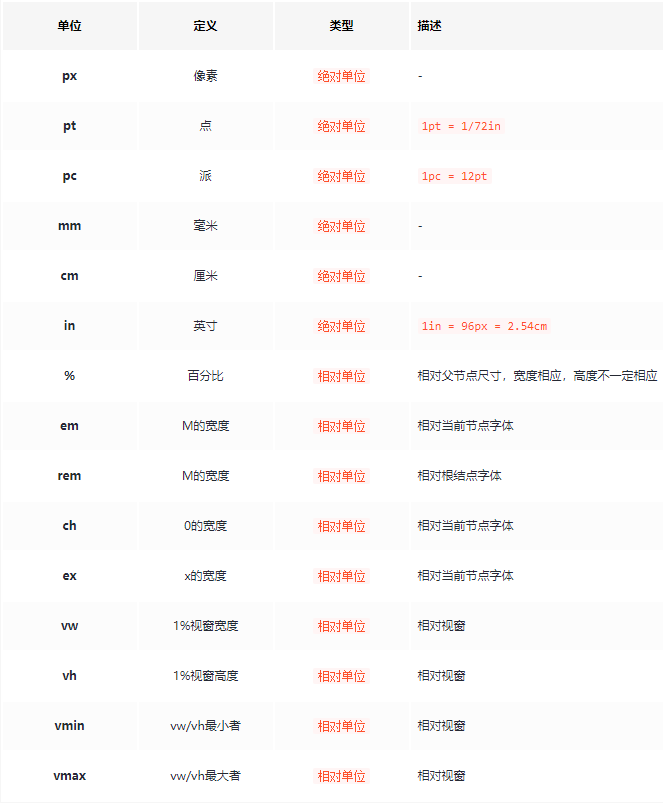 单位 定义 类型 描述
px 像素 绝对单位 -
pt 点 绝对单位 1pt = 1/72in
pc 派 绝对单位 1pc = 12pt
mm 毫米 绝对单位 -
cm 厘米 绝对单位 -
in 英寸 绝对单位 1in = 96px = 2.54cm
% 百分比 相对单位 相对父节点尺寸，宽度相应，高度不一定相应
em M的宽度 相对单位 相对当前节点字体
rem M的宽度 相对单位 相对根结点字体
ch 0的宽度 相对单位 相对当前节点字体
ex x的宽度 相对单位 相对当前节点字体
vw 1%视窗宽度 相对单位 相对视窗
vh 1%视窗高度 相对单位 相对视窗
vmin vw/vh最小者 相对单位 相对视窗
vmax vw/vh最大者 相对单位 相对视窗